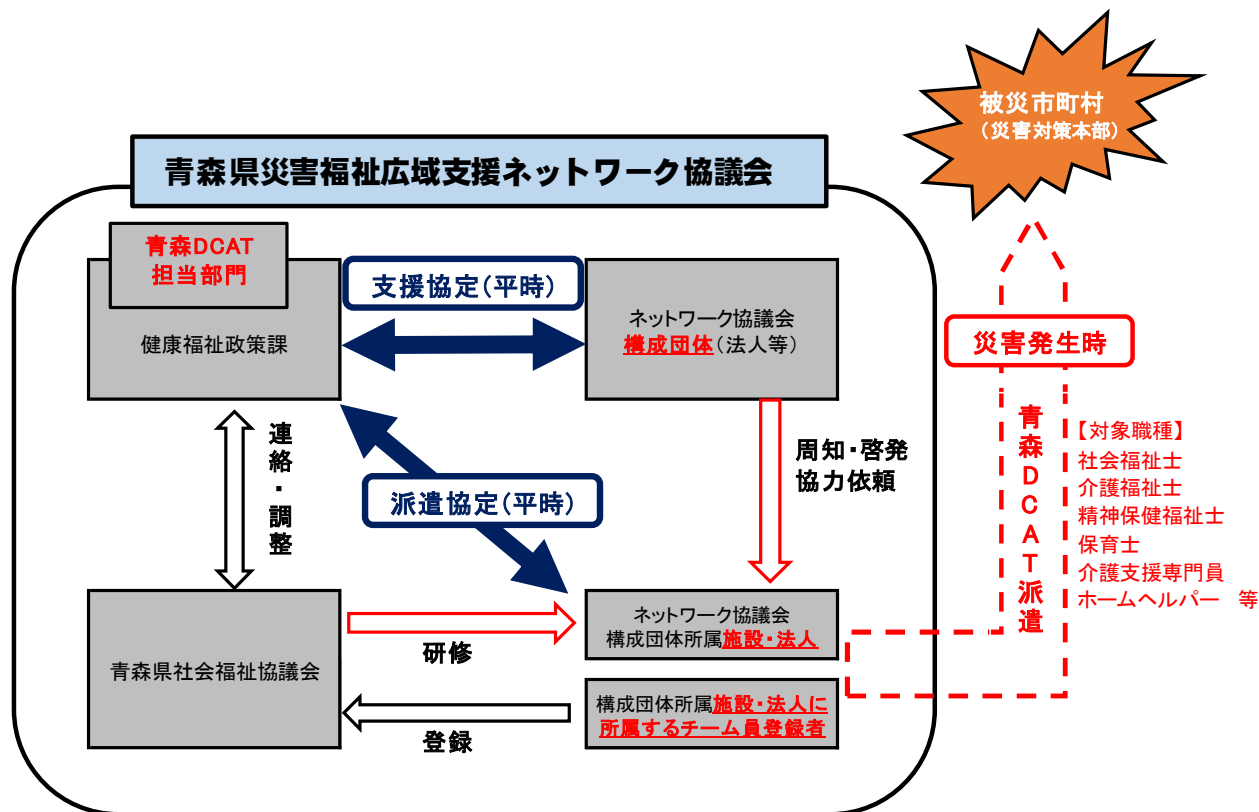 被災市町村
（災害対策本部）
青森県災害福祉広域支援ネットワーク協議会
青森DCAT
担当部門
健康福祉政策課
支援協定（平時）
ネットワーク協議会
構成団体（法人等）
災害発生時
連絡・調整
周知・啓発
協力依頼
派遣協定（平時）
青森DCAT派遣
【対象職種】
社会福祉士
介護福祉士
精神保健福祉士
保育士
介護支援専門員
ホームヘルパー　等
青森県社会福祉協議会
研修
ネットワーク協議会
構成団体所属施設・法人
登録
構成団体所属施設・法人に
所属するチーム員登録者